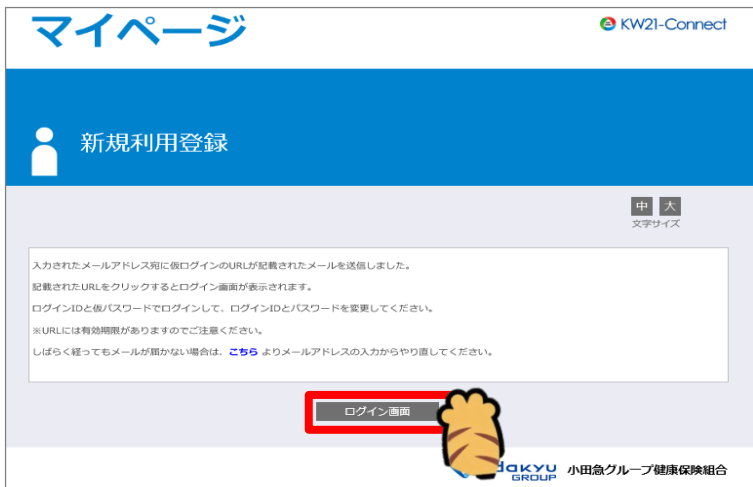 マイページ
KW21-Connect
新規利用登録
中 大
文字サイズ
入力されたメールアドレス宛に仮ログインのURLが記載されたメールを送信しました。
記載されたURLをクリックするとログイン画面が表示されます。
ログインIDと仮パスワードでログインして、ログインIDとパスワードを変更してください。
※URLには有効期限がありますのでご注意ください。
しばらく経ってもメールが届かない場合は、こちら よりメールアドレスの入力からやり直してください。
ログイン画面
dakyu 小田急グループ健康保険組合
GROUP